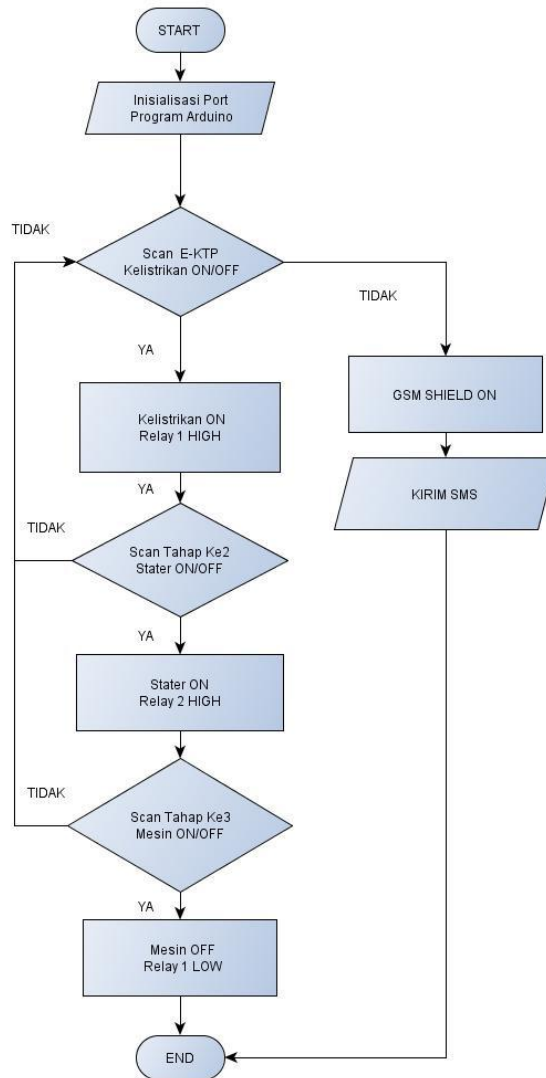 START
Inisialisasi Port
Program Arduino
TIDAK
Scan E-KTP
Kelistrikan ON/OFF
TIDAK
YA
GSM SHIELD ON
Kelistrikan ON
Relay 1 HIGH
YA
KIRIM SMS
TIDAK
Scan Tahap Ke2
Stater ON/OFF
YA
Stater ON
Relay 2 HIGH
TIDAK
Scan Tahap Ke3
Mesin ON/OFF
YA
Mesin OFF
Relay 1 LOW
END